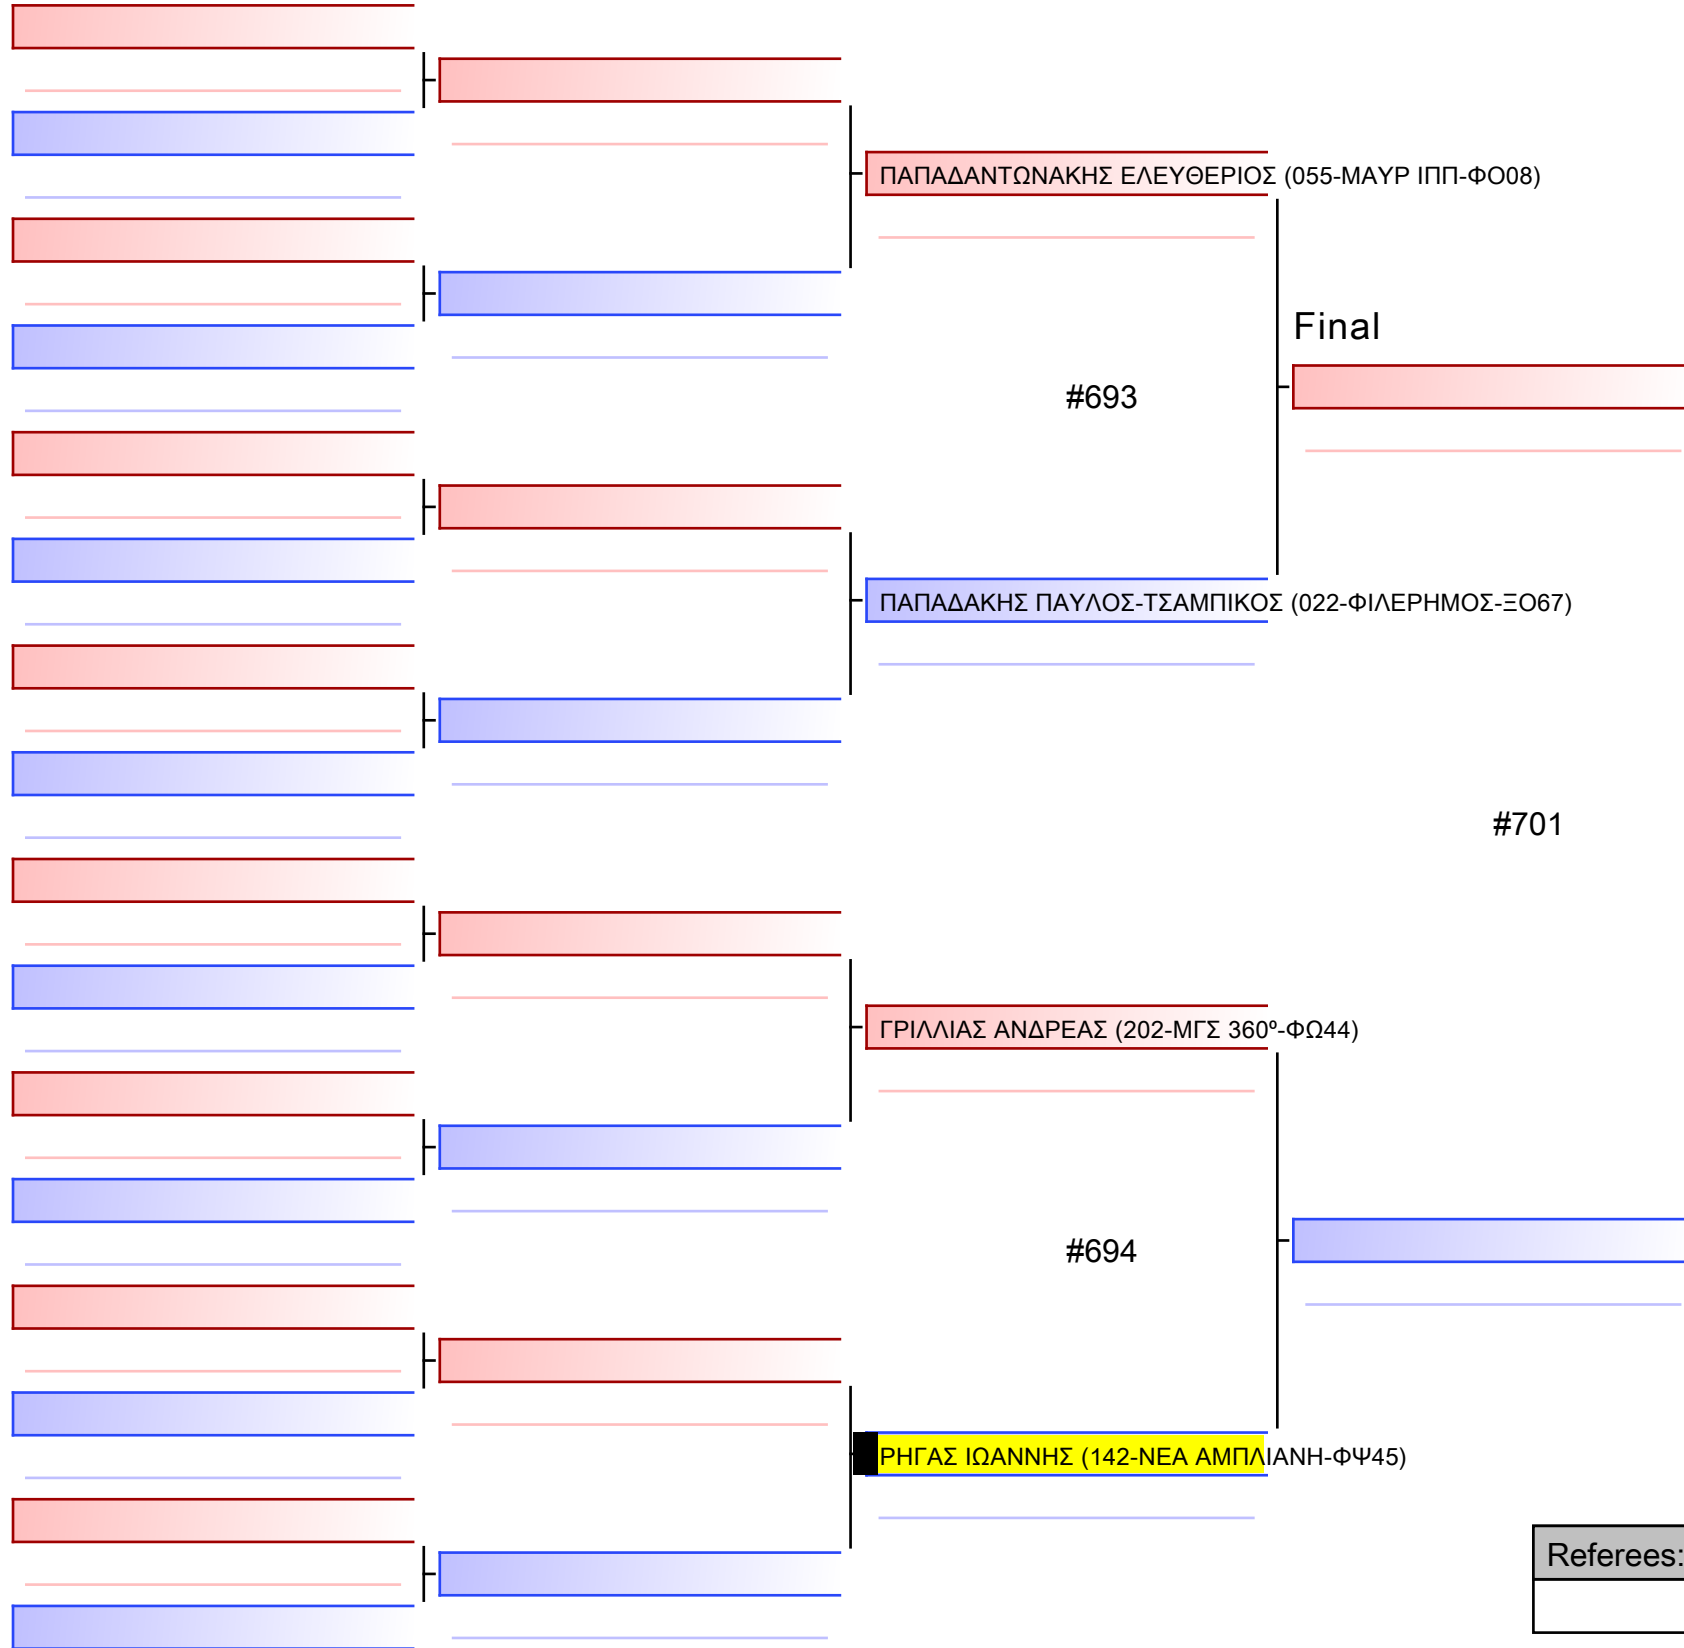 ΠΑΠΑΔΑΝΤΩΝΑΚΗΣ ΕΛΕΥΘΕΡΙΟΣ (055-ΜΑΥΡ ΙΠΠ-ΦΟ08)
Final
#693
ΠΑΠΑΔΑΚΗΣ ΠΑΥΛΟΣ-ΤΣΑΜΠΙΚΟΣ (022-ΦΙΛΕΡΗΜΟΣ-ΞΟ67)
#701
ΓΡΙΛΛΙΑΣ ΑΝΔΡΕΑΣ (202-ΜΓΣ 360º-ΦΩ44)
#694
ΡΗΓΑΣ ΙΩΑΝΝΗΣ (142-ΝΕΑ ΑΜΠΛΙΑΝΗ-ΦΨ45)
Referees: